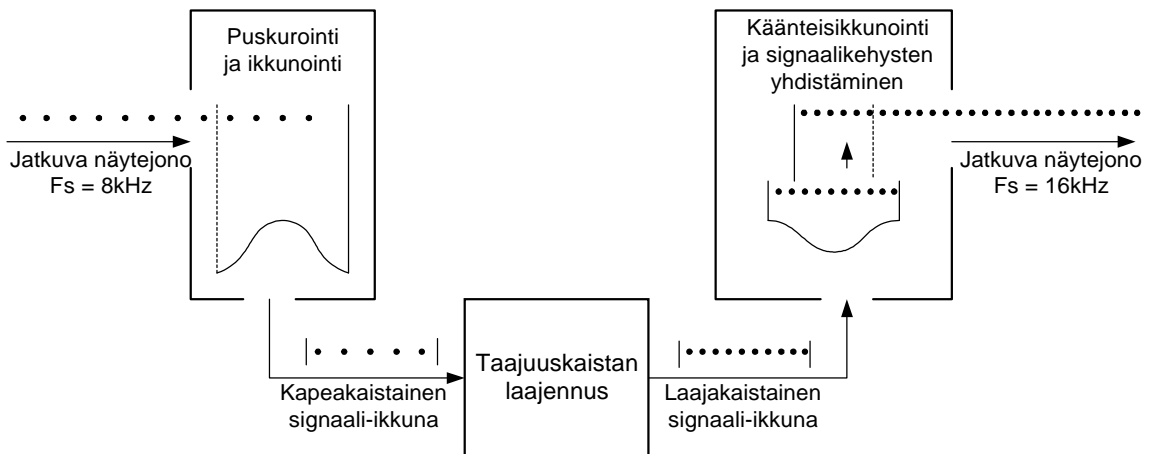 Puskurointi
ja ikkunointi
Jatkuva näytejono
Fs = 8kHz
Kapeakaistainen
signaali-ikkuna
Taajuuskaistan
laajennus
Laajakaistainen
signaali-ikkuna
Käänteisikkunointi
ja signaalikehysten
yhdistäminen
Jatkuva näytejono
Fs = 16kHz